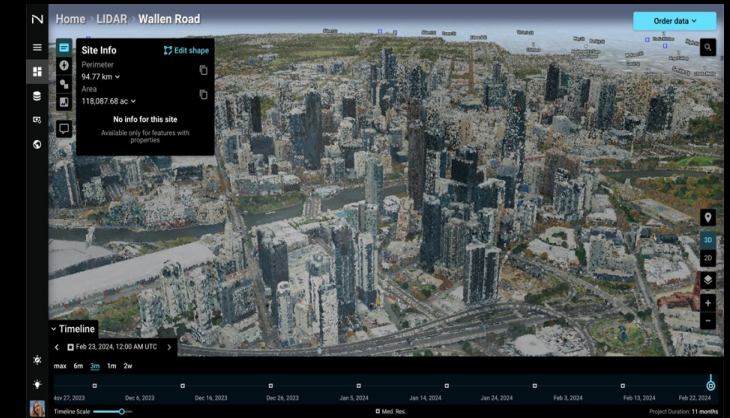 Home › LIDAR › Wallen Road
Order data
Site Info
Edit shape
Perimeter
94.77 km
Area
118,087.68 ac
No info for this site
Available only for features with
properties
3D
2D
+
−
Timeline
Feb 23, 2024, 12:00 AM UTC
max 6m 3m 1m 2w
Nov 27, 2023 Dec 6, 2023 Dec 16, 2023 Dec 26, 2023 Jan 5, 2024 Jan 14, 2024 Jan 24, 2024 Feb 3, 2024 Feb 13, 2024 Feb 22, 2024
Timeline Scale
Med. Res.
Project Duration: 11 months